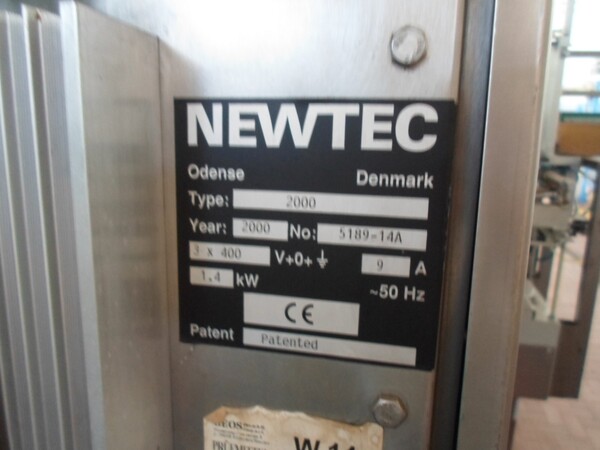 NEWTEC
Odense Denmark
Type: 2000
Year: 2000 No: 5189-14A
3 x 400 V+0+⏚ 9 A
1.4 kW ~50 Hz
CE
Patent Patented
W 14